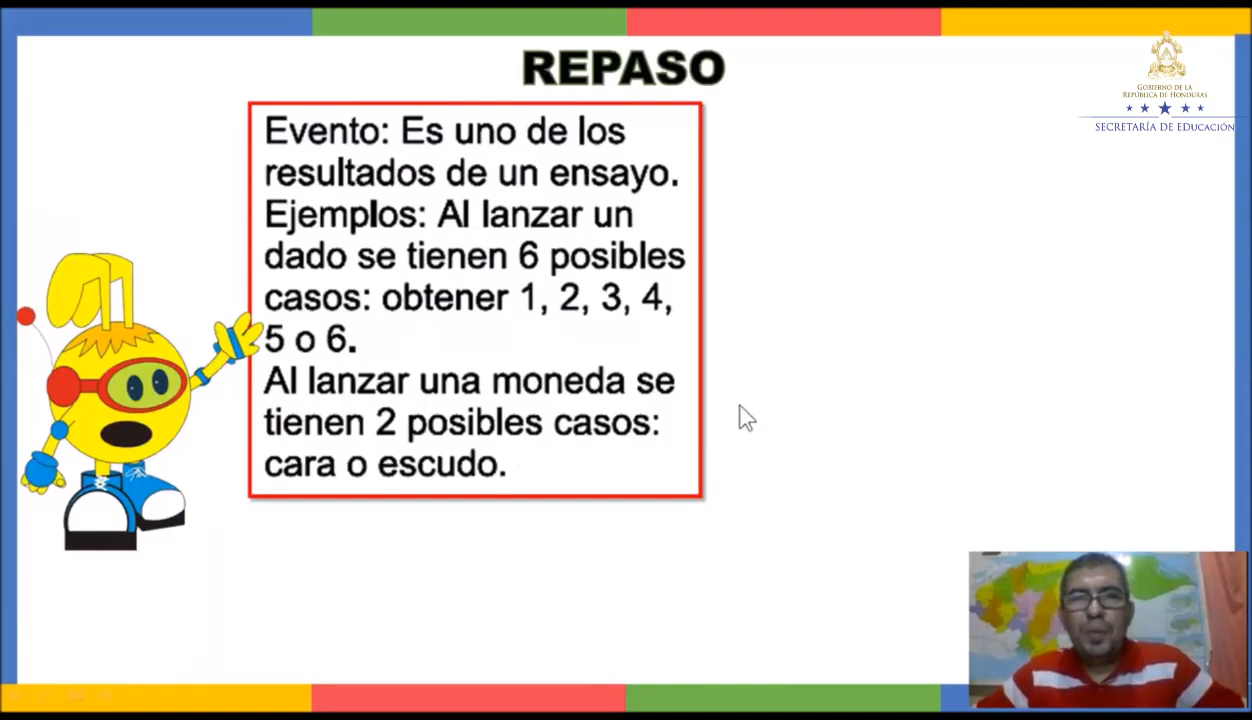 REPASO
GOBIERNO DE LA
REPÚBLICA DE HONDURAS
SECRETARÍA DE EDUCACIÓN
Evento: Es uno de los
resultados de un ensayo.
Ejemplos: Al lanzar un
dado se tienen 6 posibles
casos: obtener 1, 2, 3, 4,
5 o 6.
Al lanzar una moneda se
tienen 2 posibles casos:
cara o escudo.